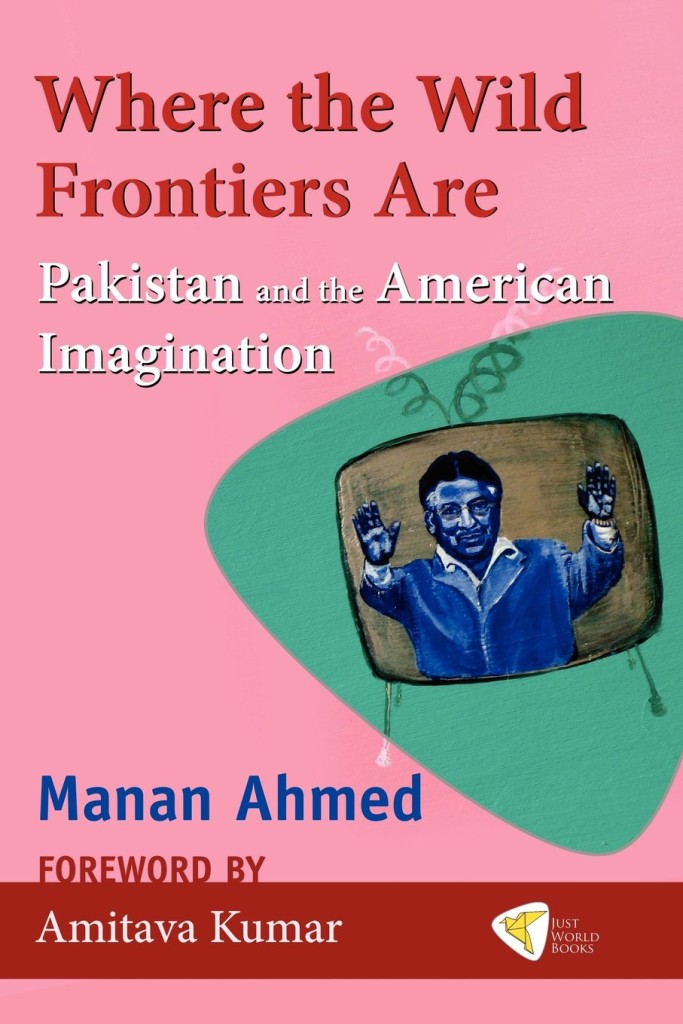 Where the Wild
Frontiers Are
Pakistan and the American
Imagination
Manan Ahmed
FOREWORD BY
Amitava Kumar
JUST
WORLD
BOOKS